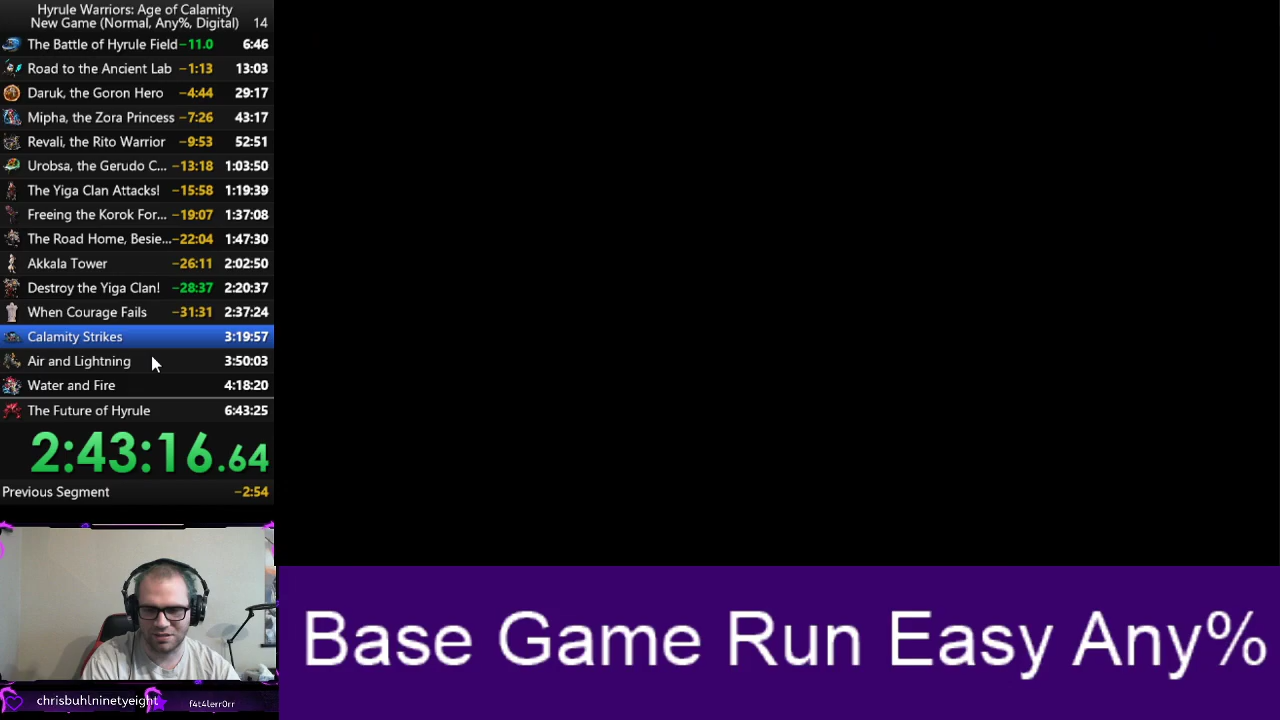 Hyrule Warriors: Age of Calamity
New Game (Normal, Any%, Digital) 14
The Battle of Hyrule Field −11.0 6:46
Road to the Ancient Lab −1:13 13:03
Daruk, the Goron Hero −4:44 29:17
Mipha, the Zora Princess −7:26 43:17
Revali, the Rito Warrior −9:53 52:51
Urobsa, the Gerudo C... −13:18 1:03:50
The Yiga Clan Attacks! −15:58 1:19:39
Freeing the Korok For... −19:07 1:37:08
The Road Home, Besie... −22:04 1:47:30
Akkala Tower −26:11 2:02:50
Destroy the Yiga Clan! −28:37 2:20:37
When Courage Fails −31:31 2:37:24
Calamity Strikes 3:19:57
Air and Lightning 3:50:03
Water and Fire 4:18:20
The Future of Hyrule 6:43:25
2:43:16.64
Previous Segment −2:54
Base Game Run Easy Any%
chrisbuhlninetyeight f4t4lerr0rr